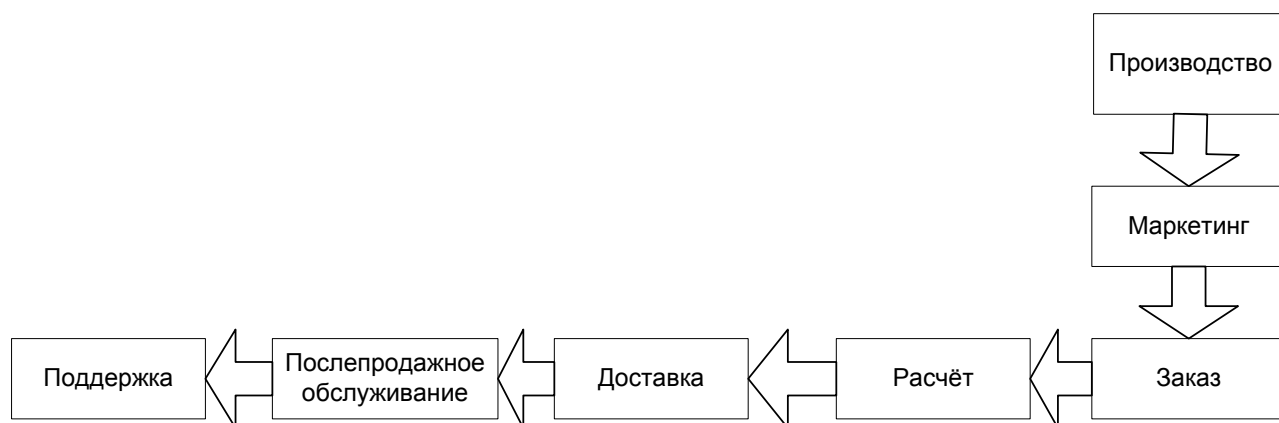 Производство
Маркетинг
Поддержка
Послепродажное
обслуживание
Доставка
Расчёт
Заказ